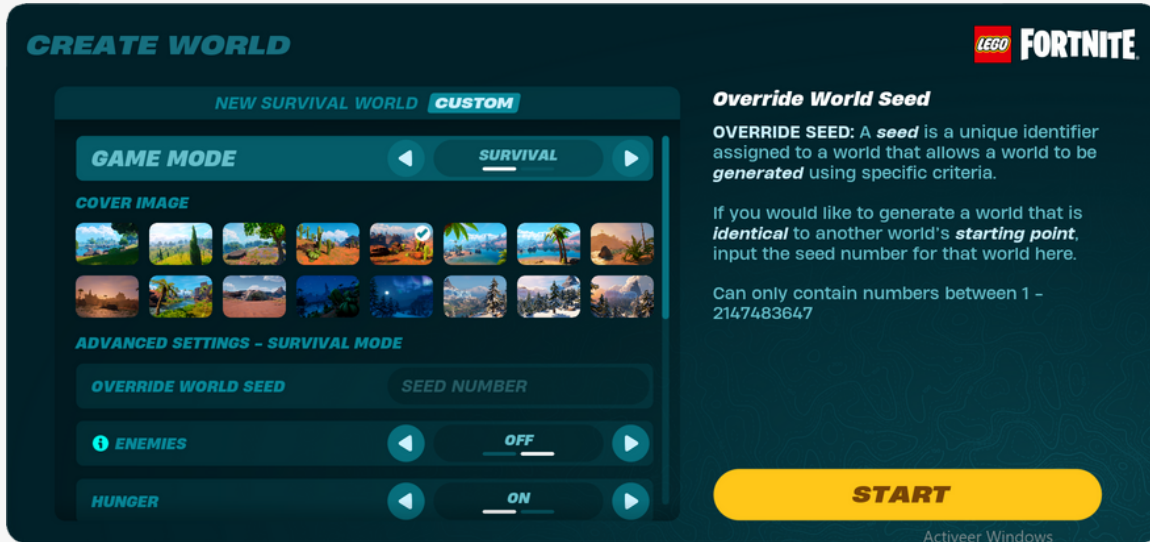 CREATE WORLD
LEGO FORTNITE
NEW SURVIVAL WORLD CUSTOM
GAME MODE SURVIVAL
COVER IMAGE
ADVANCED SETTINGS - SURVIVAL MODE
OVERRIDE WORLD SEED SEED NUMBER
ENEMIES OFF
HUNGER ON
Override World Seed
OVERRIDE SEED: A seed is a unique identifier
assigned to a world that allows a world to be
generated using specific criteria.
If you would like to generate a world that is
identical to another world's starting point,
input the seed number for that world here.
Can only contain numbers between 1 -
2147483647
START
Activeer Windows